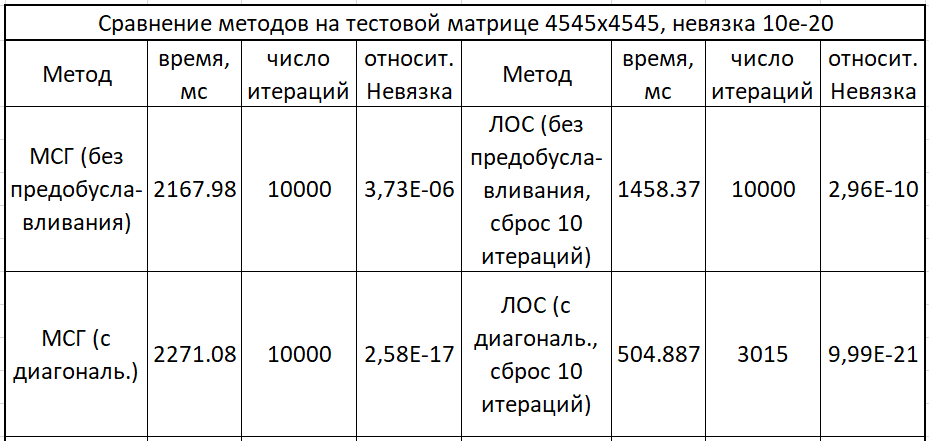 Сравнение методов на тестовой матрице 4545x4545, невязка 10e-20
Метод
время,
мс
число
итераций
относит.
Невязка
Метод
время,
мс
число
итераций
относит.
Невязка
МСГ (без
предобусла-
вливания)
2167.98
10000
3,73E-06
ЛОС (без
предобусла-
вливания,
сброс 10
итераций)
1458.37
10000
2,96E-10
МСГ (с
диагональ.)
2271.08
10000
2,58E-17
ЛОС (с
диагональ.,
сброс 10
итераций)
504.887
3015
9,99E-21